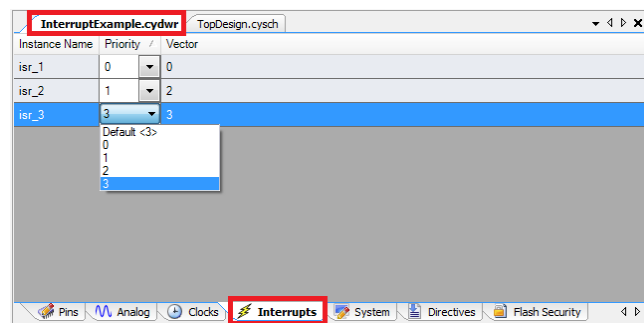 InterruptExample.cydwr TopDesign.cysch
Instance Name Priority Vector
isr_1 0 0
isr_2 1 2
isr_3 3 3
Default <3>
0
1
2
3
Pins Analog Clocks Interrupts System Directives Flash Security